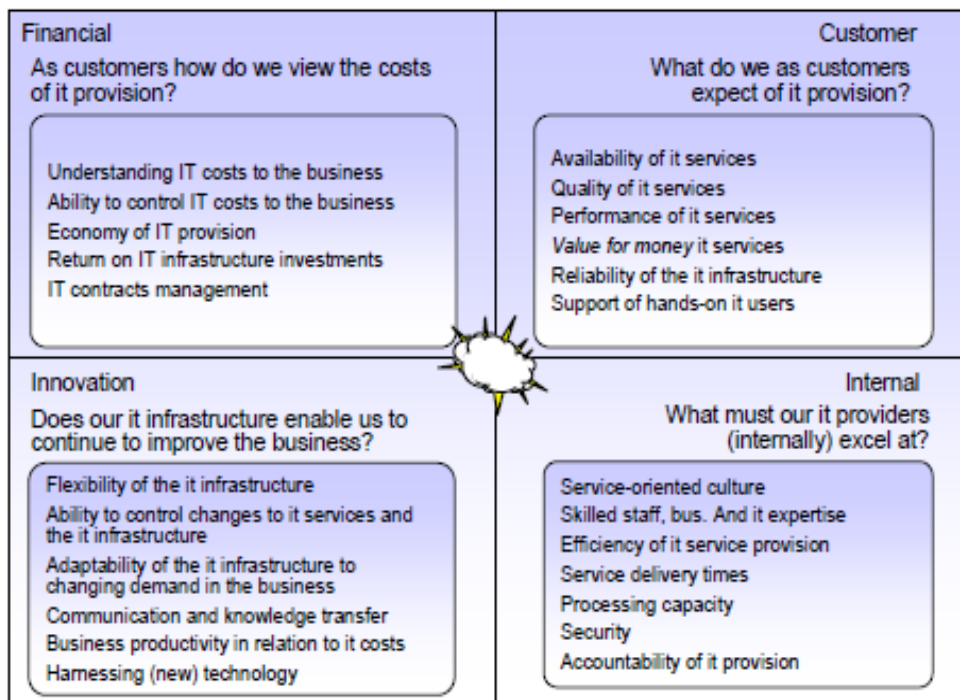 Financial
As customers how do we view the costs
of it provision?
Understanding IT costs to the business
Ability to control IT costs to the business
Economy of IT provision
Return on IT infrastructure investments
IT contracts management
Customer
What do we as customers
expect of it provision?
Availability of it services
Quality of it services
Performance of it services
Value for money it services
Reliability of the it infrastructure
Support of hands-on it users
Innovation
Does our it infrastructure enable us to
continue to improve the business?
Flexibility of the it infrastructure
Ability to control changes to it services and
the it infrastructure
Adaptability of the it infrastructure to
changing demand in the business
Communication and knowledge transfer
Business productivity in relation to it costs
Harnessing (new) technology
Internal
What must our it providers
(internally) excel at?
Service-oriented culture
Skilled staff, bus. And it expertise
Efficiency of it service provision
Service delivery times
Processing capacity
Security
Accountability of it provision